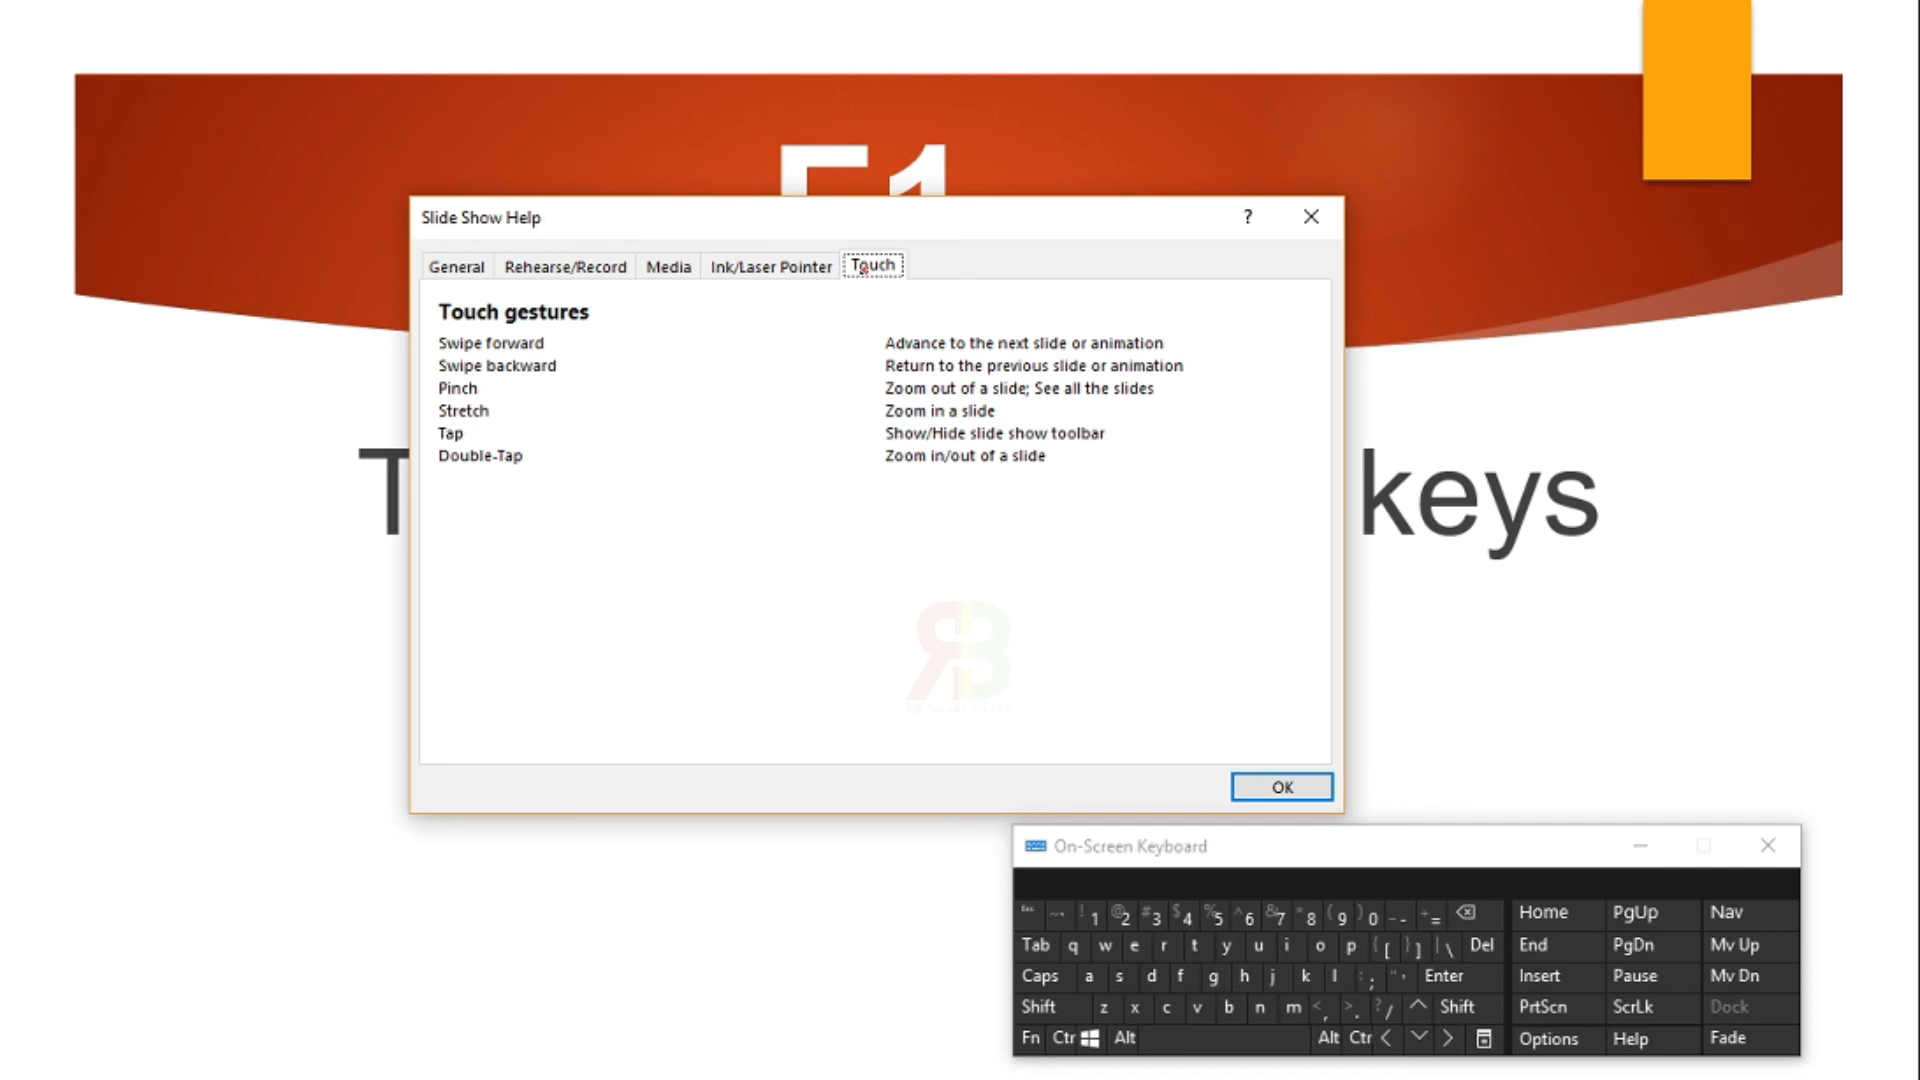 F1
Slide Show Help ?
General Rehearse/Record Media Ink/Laser Pointer Touch
Touch gestures
Swipe forward Advance to the next slide or animation
Swipe backward Return to the previous slide or animation
Pinch Zoom out of a slide; See all the slides
Stretch Zoom in a slide
Tap Show/Hide slide show toolbar
Double-Tap Zoom in/out of a slide
T keys
RB
OK
On-Screen Keyboard
Esc ~` !1 @2 #3 $4 %5 ^6 &7 *8 (9 )0 _- += Home PgUp Nav
Tab q w e r t y u i o p {[ }] |\ Del End PgDn Mv Up
Caps a s d f g h j k l :; "' Enter Insert Pause Mv Dn
Shift z x c v b n m <, >. ?/ Shift PrtScn ScrLk Dock
Fn Ctr Alt Alt Ctr Options Help Fade